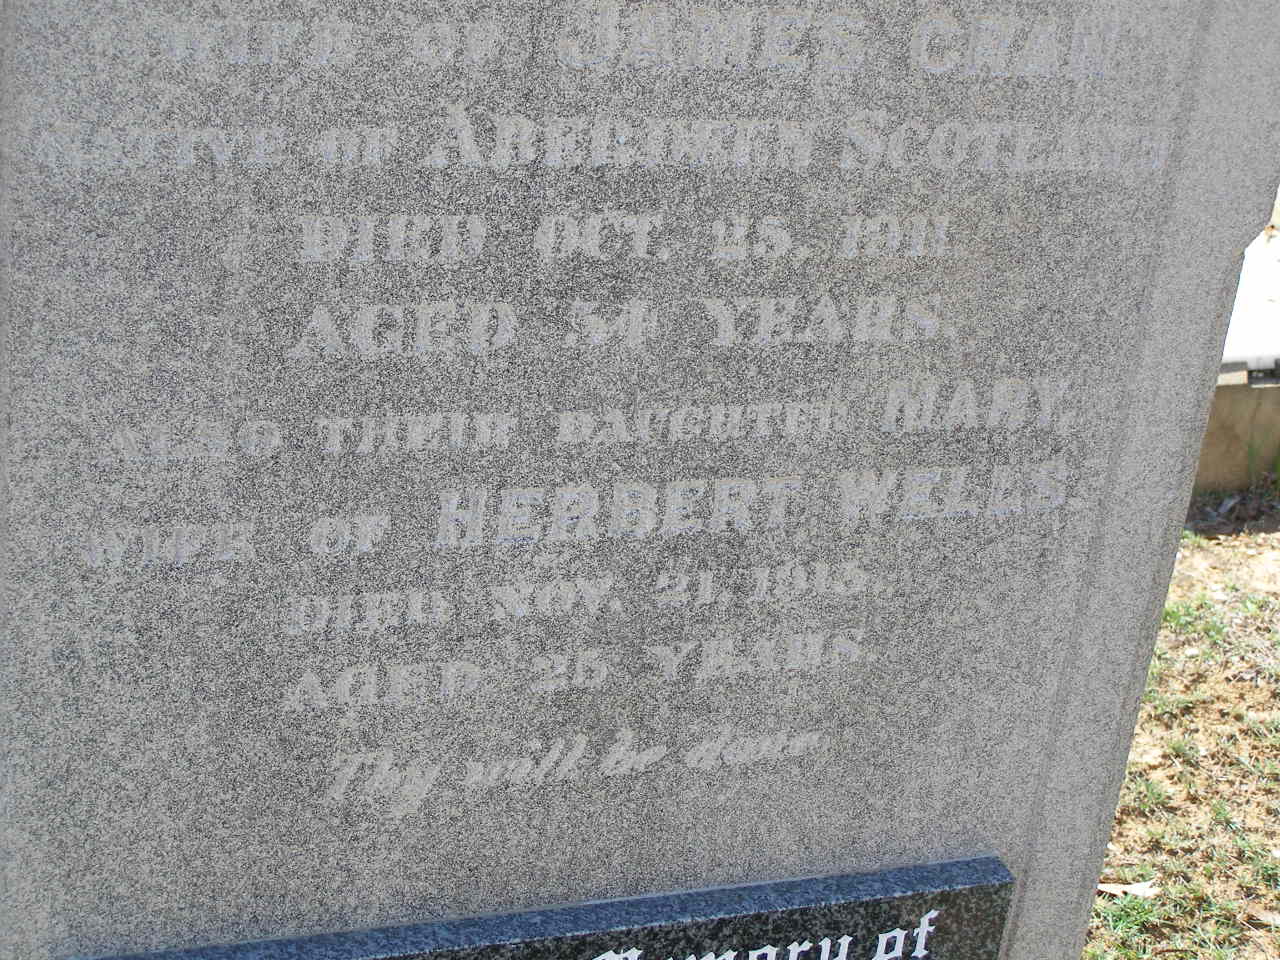 WIFE OF JAMES CRAN
NATIVE OF ABERDEEN SCOTLAND
DIED OCT. 25, 1911
AGED 54 YEARS.
ALSO THEIR DAUGHTER MARY,
WIFE OF HERBERT WELLS.
DIED NOV. 21, 1915.
AGED 25 YEARS.
Thy will be done.
Memory of